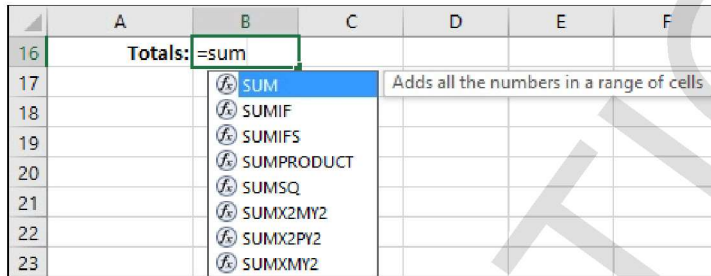 A B C D E F
16 Totals: =sum
17 SUM Adds all the numbers in a range of cells
18 SUMIF
19 SUMIFS
20 SUMPRODUCT
21 SUMSQ
22 SUMX2MY2
SUMX2PY2
23 SUMXMY2